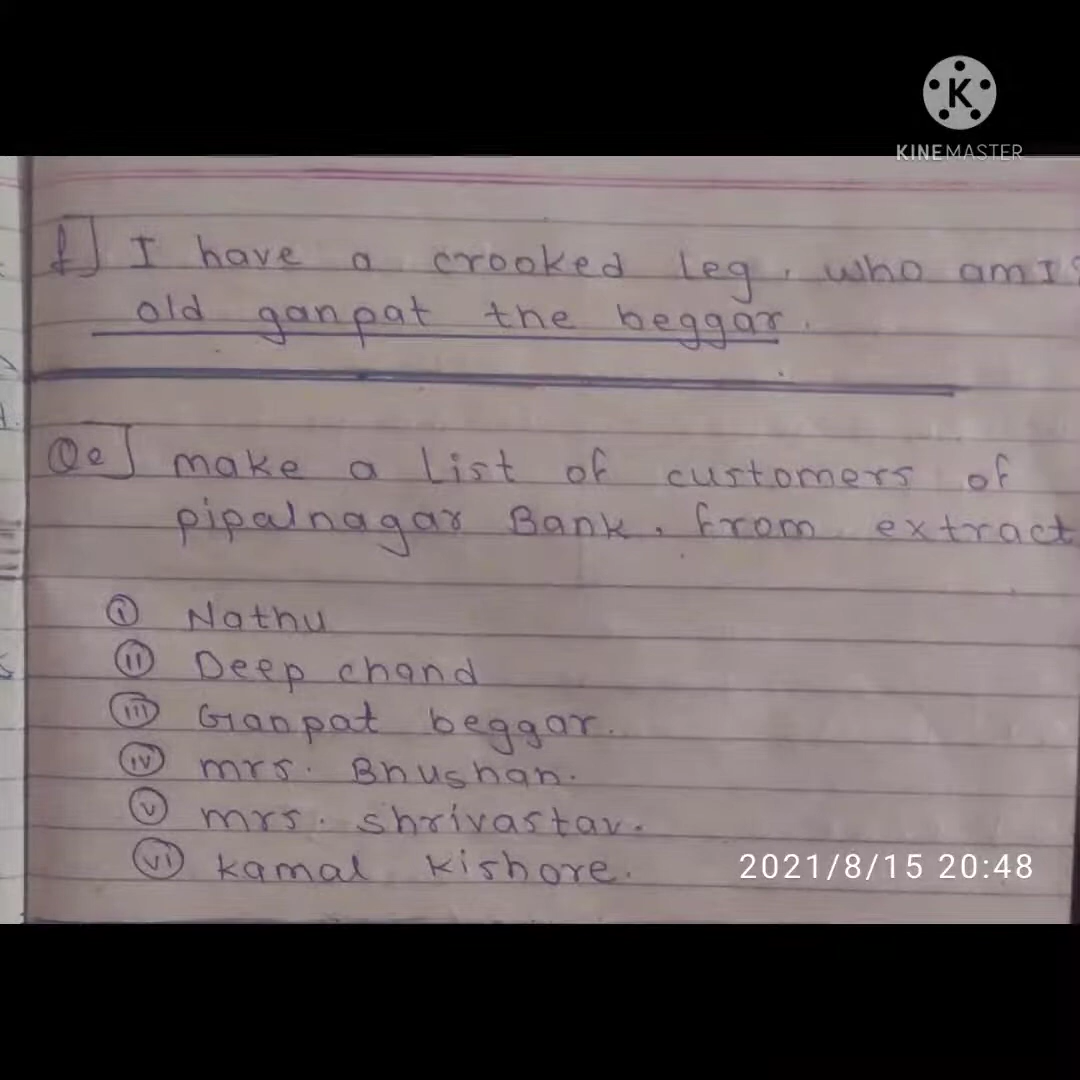 K
KINEMASTER
f] I have a crooked leg, who am I?
old ganpat the beggar.
Q2] make a list of customers of
pipalnagar Bank, from extract
(i) Nathu
(ii) Deep chand
(iii) Ganpat beggar.
(iv) mrs. Bhushan.
(v) mrs. shrivastav.
(vi) kamal kishore.
2021/8/15 20:48